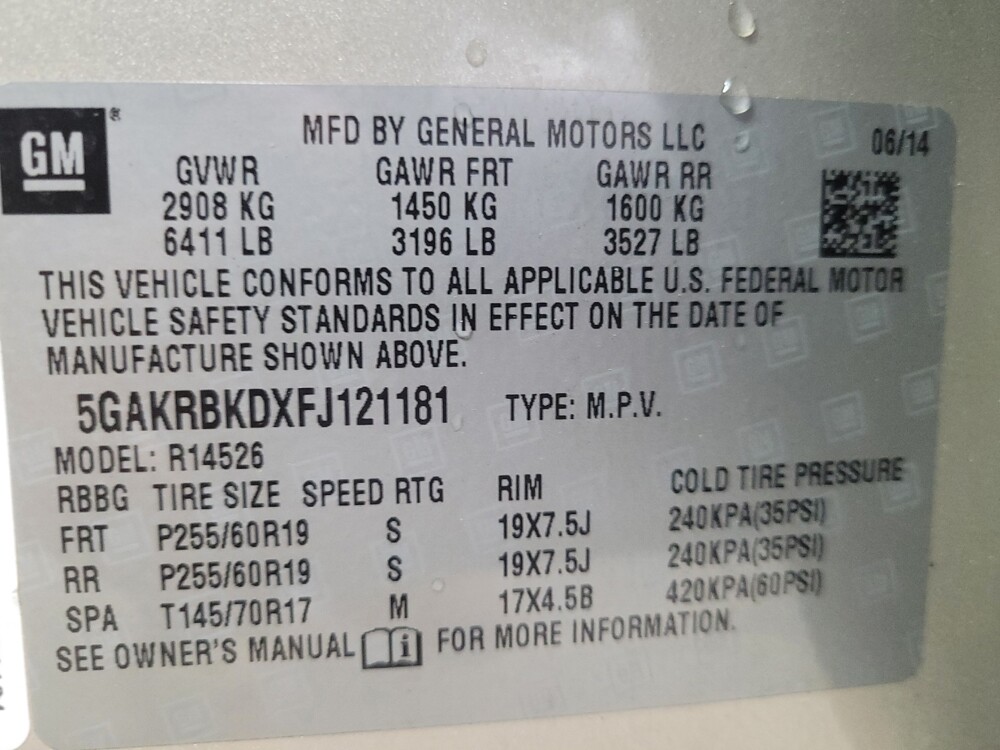 GM®
MFD BY GENERAL MOTORS LLC 06/14
GVWR GAWR FRT GAWR RR
2908 KG 1450 KG 1600 KG
6411 LB 3196 LB 3527 LB
THIS VEHICLE CONFORMS TO ALL APPLICABLE U.S. FEDERAL MOTOR
VEHICLE SAFETY STANDARDS IN EFFECT ON THE DATE OF
MANUFACTURE SHOWN ABOVE.
5GAKRBKDXFJ121181 TYPE: M.P.V.
MODEL: R14526
RBBG TIRE SIZE SPEED RTG RIM COLD TIRE PRESSURE
FRT P255/60R19 S 19X7.5J 240KPA(35PSI)
RR P255/60R19 S 19X7.5J 240KPA(35PSI)
SPA T145/70R17 M 17X4.5B 420KPA(60PSI)
SEE OWNER'S MANUAL i FOR MORE INFORMATION.